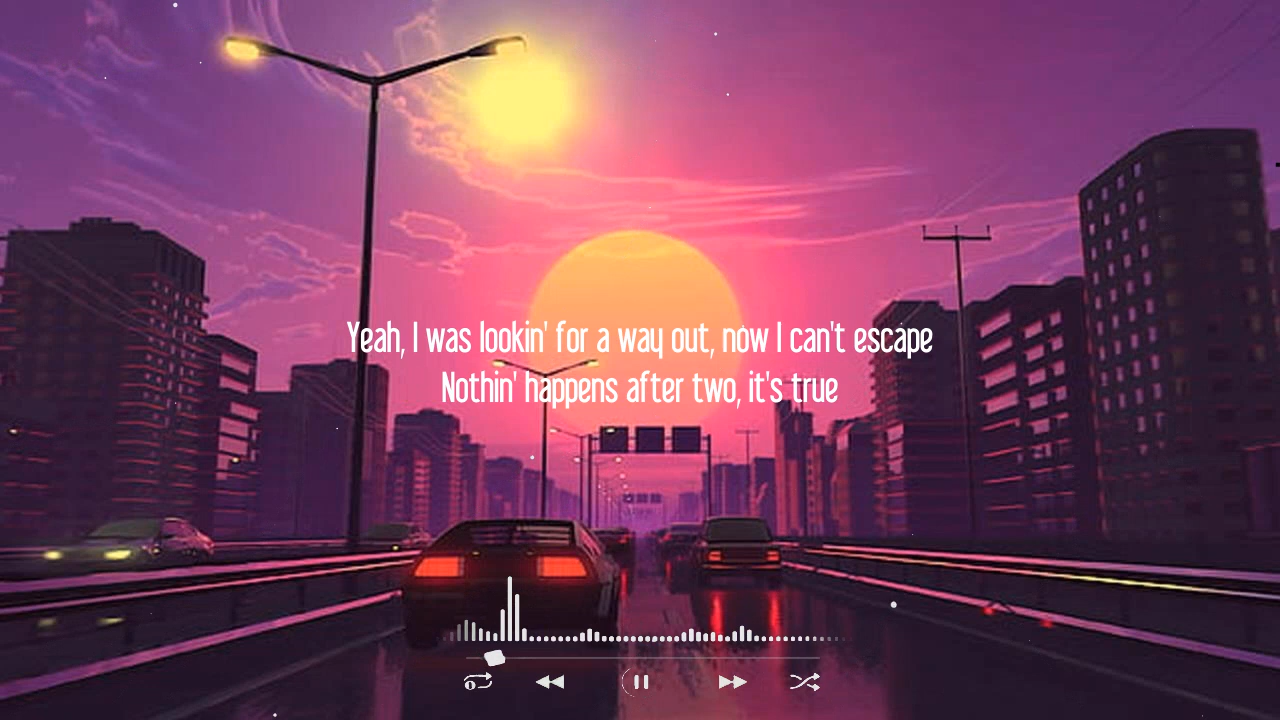 Yeah, I was lookin' for a way out, now I can't escape
Nothin' happens after two, it's true